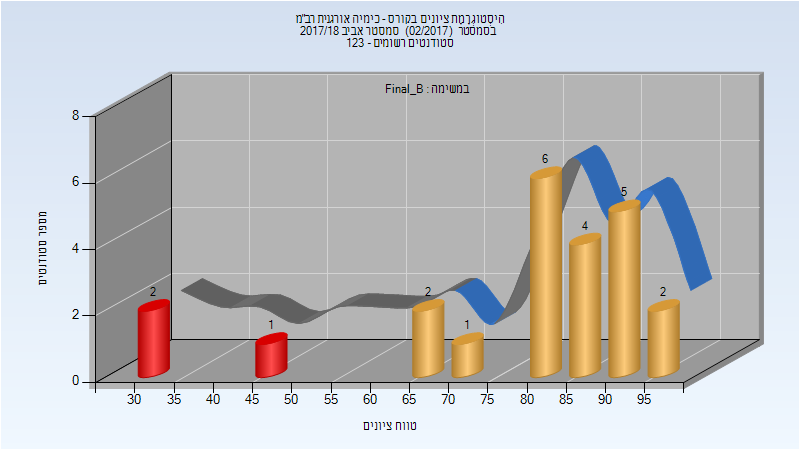 היסטוגרמת ציונים בקורס - כימיה אורגנית רב"מ
בסמסטר (02/2017) סמסטר אביב 2017/18
סטודנטים רשומים - 123
במשימה : Final_B
מספר סטודנטים
8
6
4
2
0
2
1
2
1
6
4
5
2
30 35 40 45 50 55 60 65 70 75 80 85 90 95
טווח ציונים